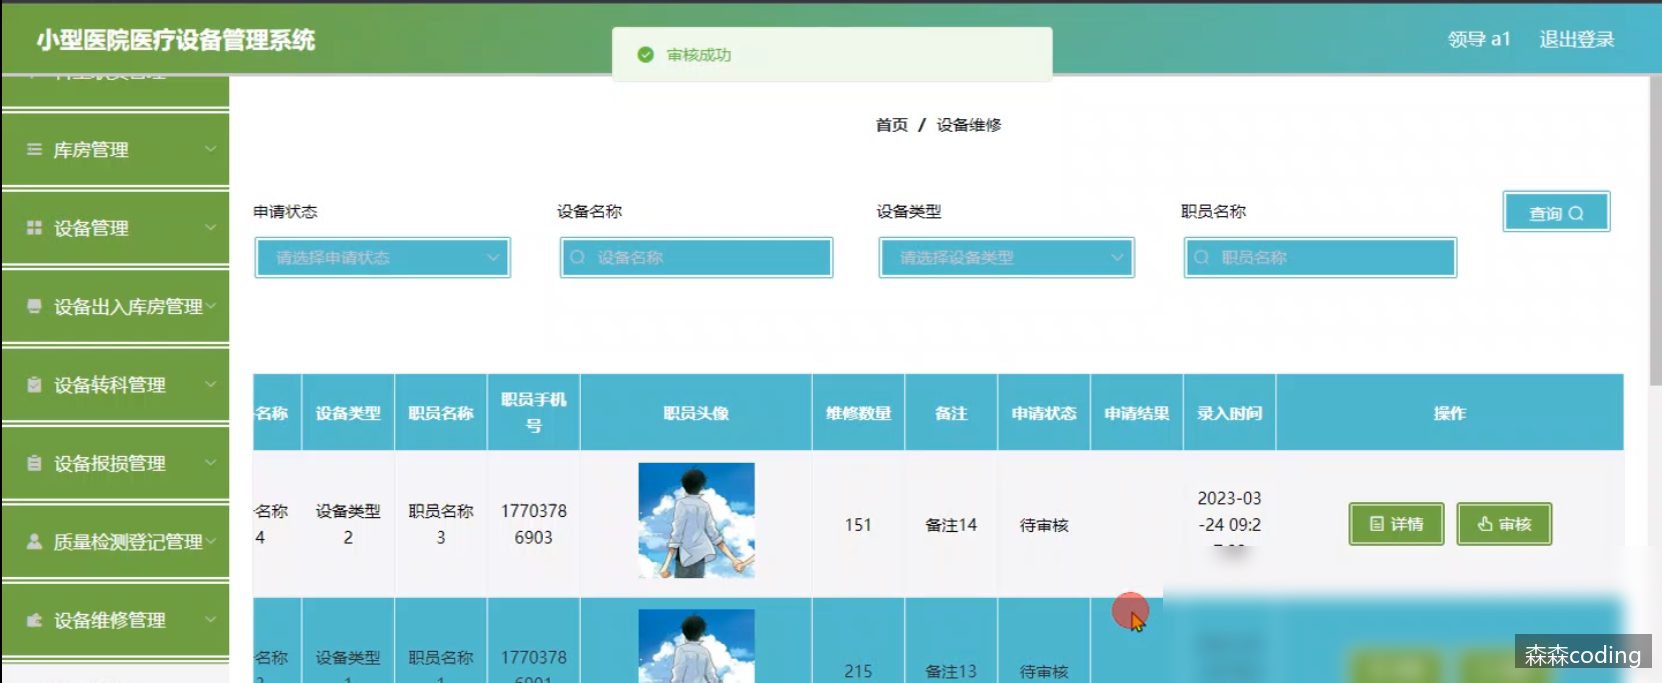 小型医院医疗设备管理系统
审核成功
领导 a1
退出登录
库房管理
设备管理
设备出入库房管理
设备转科管理
设备报损管理
质量检测登记管理
设备维修管理
首页 / 设备维修
申请状态
设备名称
设备类型
职员名称
请选择申请状态
设备名称
请选择设备类型
职员名称
查询
名称
设备类型
职员名称
职员手机
号
职员头像
维修数量
备注
申请状态
申请结果
录入时间
操作
名称
4
设备类型
2
职员名称
3
1770378
6903
151
备注14
待审核
2023-03
-24 09:2
详情
审核
名称
设备类型
职员名称
1770378
215
备注13
待审核
森森coding